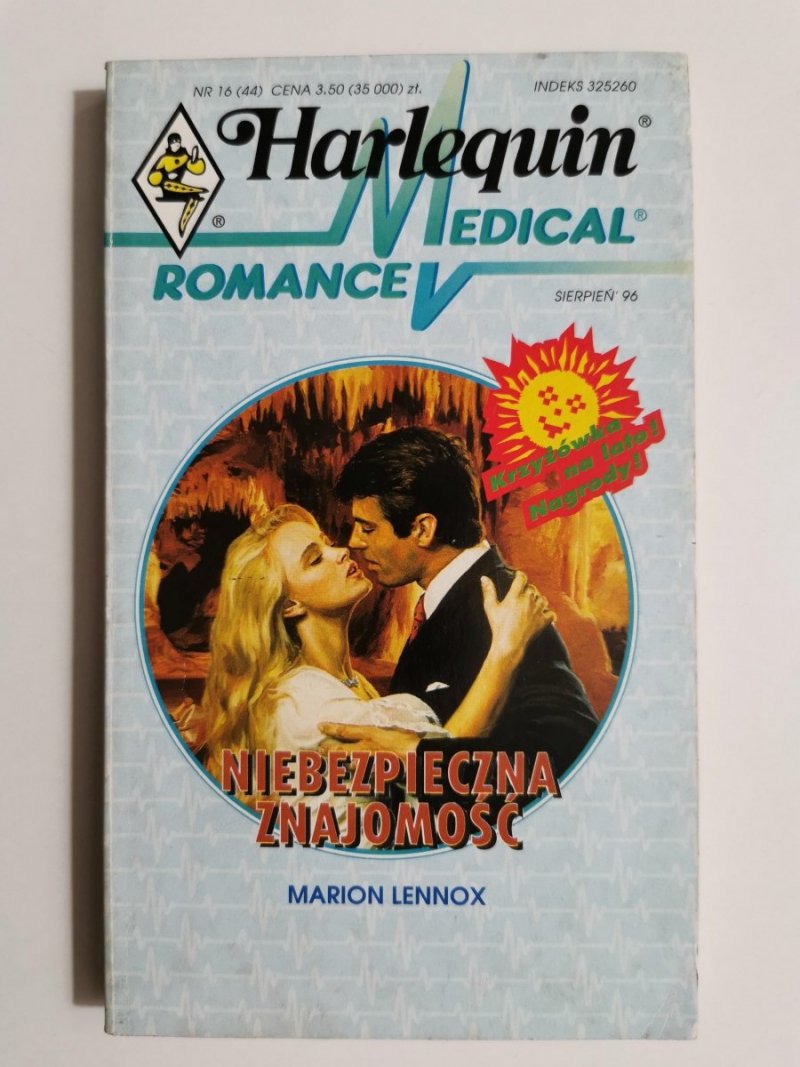 NR 16 (44) CENA 3.50 (35 000) zł.
INDEKS 325260
Harlequin®
®
MEDICAL®
ROMANCE
SIERPIEŃ' 96
Krzyżówka
na lato!
Nagrody!
NIEBEZPIECZNA
ZNAJOMOŚĆ
MARION LENNOX